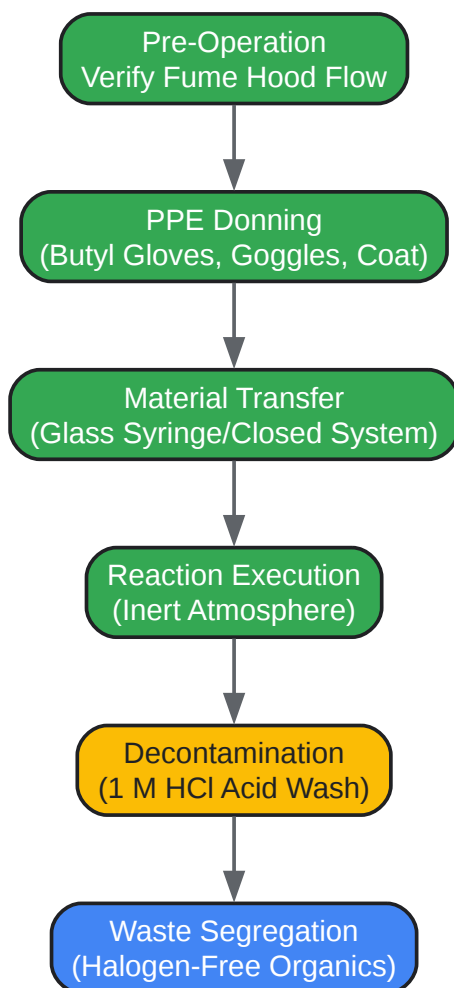 Pre-Operation
Verify Fume Hood Flow
PPE Donning
(Butyl Gloves, Goggles, Coat)
Material Transfer
(Glass Syringe/Closed System)
Reaction Execution
(Inert Atmosphere)
Decontamination
(1 M HCl Acid Wash)
Waste Segregation
(Halogen-Free Organics)